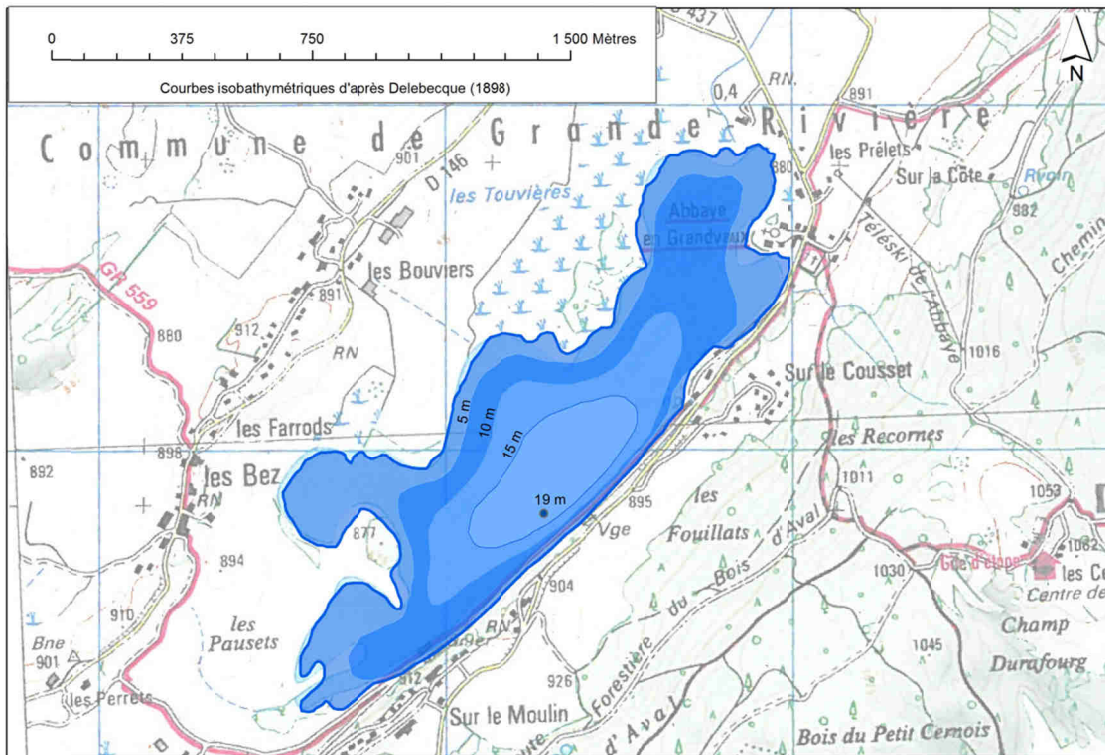 0 375 750 1 500 Mètres
Courbes isobathymétriques d'après Delebecque (1898)
N
437
RN.
0,4
891
Commune de Grande Rivière
901
D 146
les Touvières
880
les Prélets
Sur la Côte
982
Chemin
Abbaye
en Grandvaux
Téléski de l'Abbaye
GR 559
les Bouviers
891
912
880
RN
1016
Sur le Cousset
5 m
10 m
15 m
les Farrods
les Recornes
898
892
les Bez
RN
19 m
895
les
Fouillats
1011
1053
Vge
877
894
d'Aval
Bois
du
Forestière
1030
Gîte d'étape
1062
les Ce
Centre de
904
910
les
Pausets
RN
Bne
901
1045
Champ
Durafourg
les Perrets
912
926
Sur le Moulin
Route
d'Aval
Bois du Petit Cernois